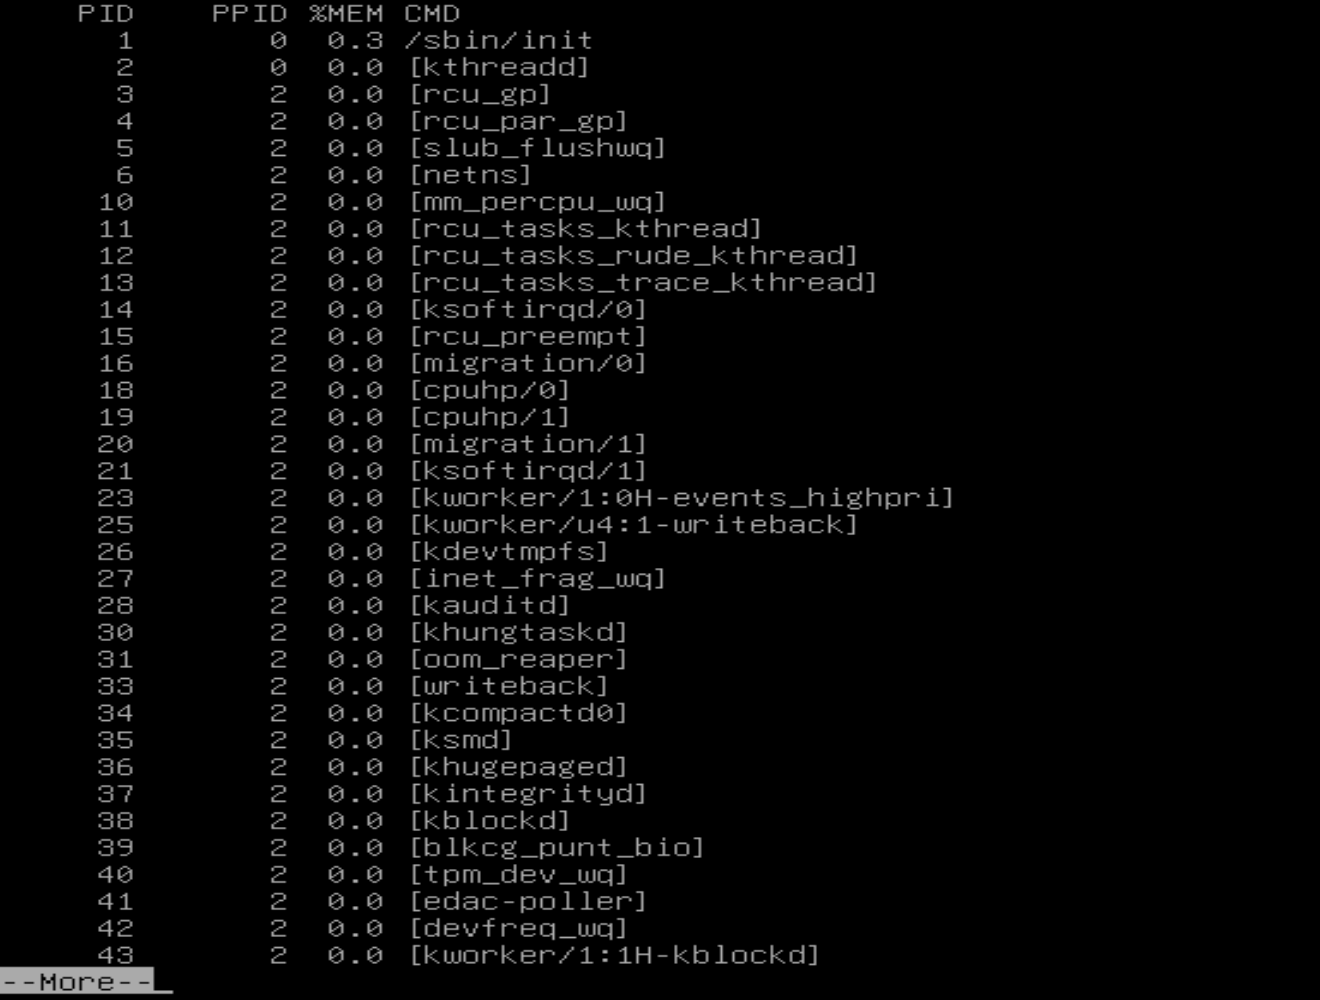 PID PPID %MEM CMD
1 0 0.3 /sbin/init
2 0 0.0 [kthreadd]
3 2 0.0 [rcu_gp]
4 2 0.0 [rcu_par_gp]
5 2 0.0 [slub_flushwq]
6 2 0.0 [netns]
10 2 0.0 [mm_percpu_wq]
11 2 0.0 [rcu_tasks_kthread]
12 2 0.0 [rcu_tasks_rude_kthread]
13 2 0.0 [rcu_tasks_trace_kthread]
14 2 0.0 [ksoftirqd/0]
15 2 0.0 [rcu_preempt]
16 2 0.0 [migration/0]
18 2 0.0 [cpuhp/0]
19 2 0.0 [cpuhp/1]
20 2 0.0 [migration/1]
21 2 0.0 [ksoftirqd/1]
23 2 0.0 [kworker/1:0H-events_highpri]
25 2 0.0 [kworker/u4:1-writeback]
26 2 0.0 [kdevtmpfs]
27 2 0.0 [inet_frag_wq]
28 2 0.0 [kauditd]
30 2 0.0 [khungtaskd]
31 2 0.0 [oom_reaper]
33 2 0.0 [writeback]
34 2 0.0 [kcompactd0]
35 2 0.0 [ksmd]
36 2 0.0 [khugepaged]
37 2 0.0 [kintegrityd]
38 2 0.0 [kblockd]
39 2 0.0 [blkcg_punt_bio]
40 2 0.0 [tpm_dev_wq]
41 2 0.0 [edac-poller]
42 2 0.0 [devfreq_wq]
43 2 0.0 [kworker/1:1H-kblockd]
--More--_